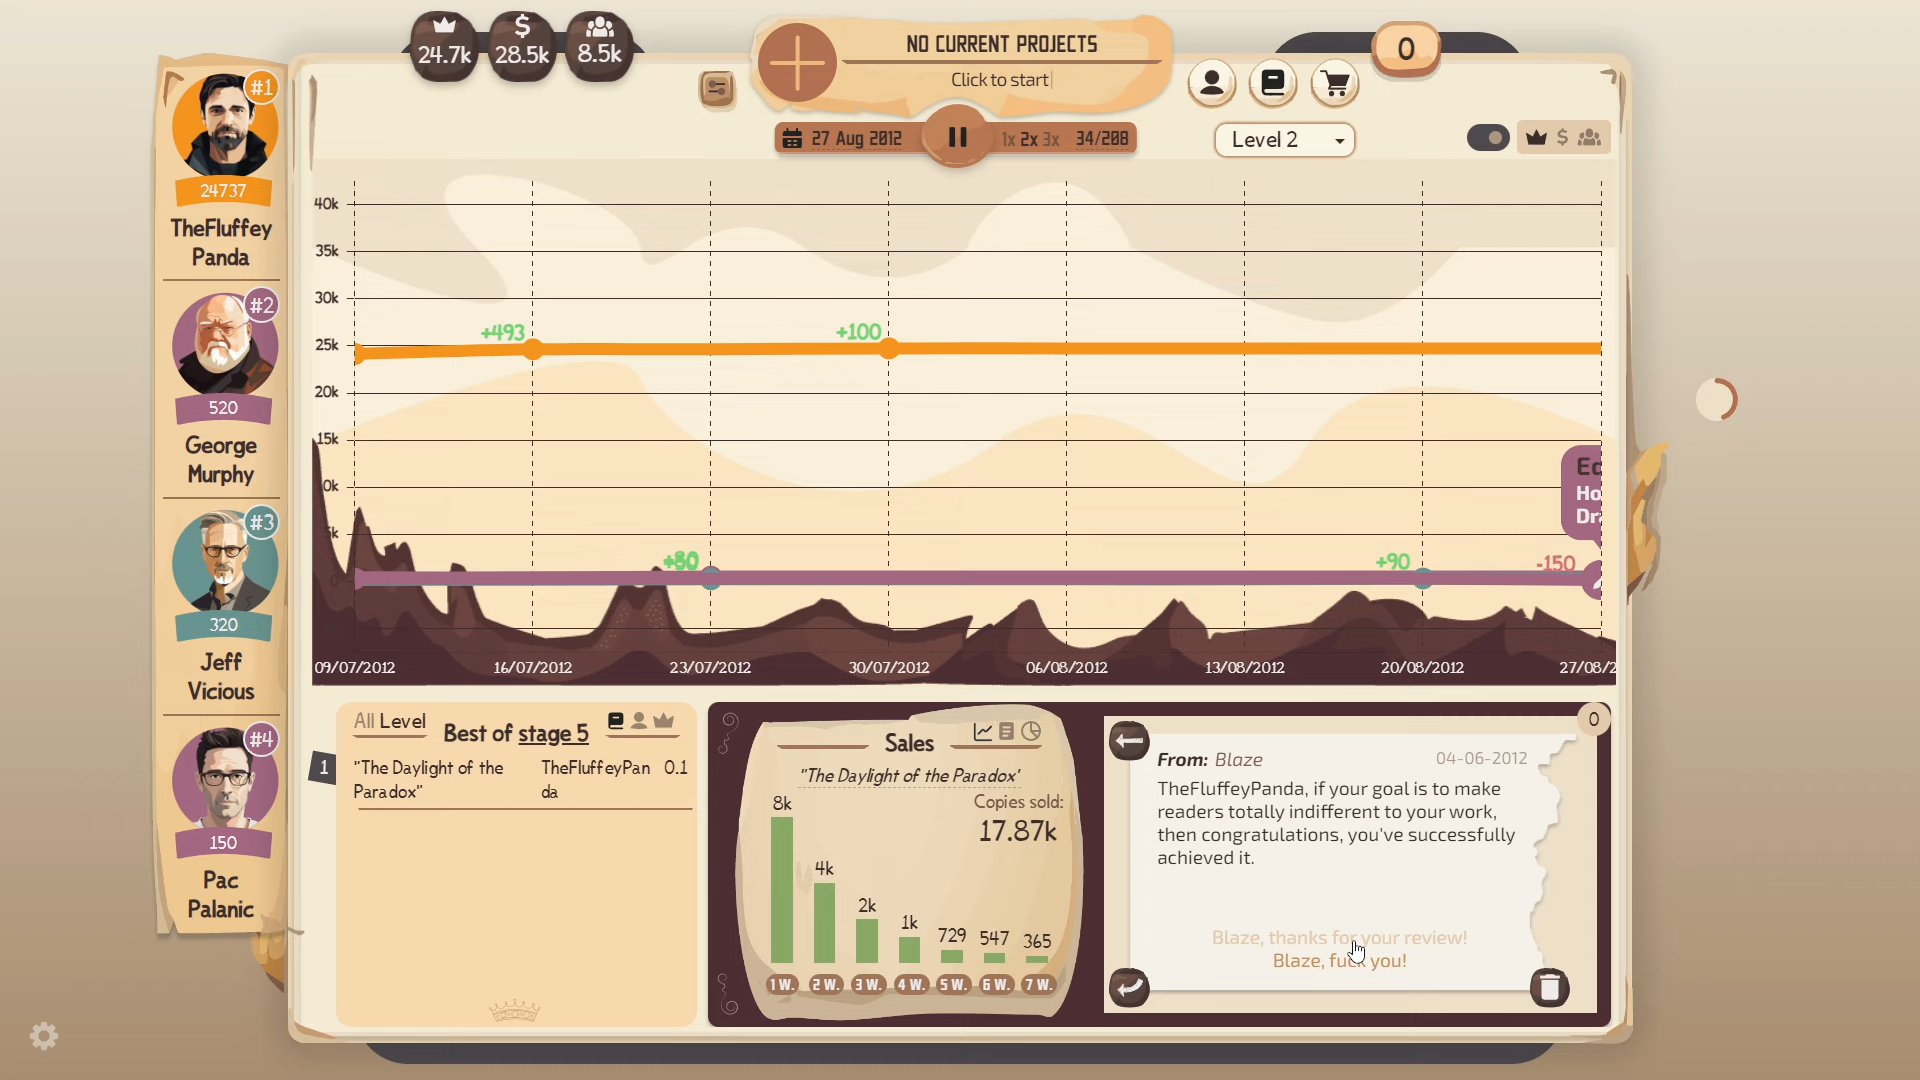 24.7k
$
28.5k
8.5k
NO CURRENT PROJECTS
Click to start
0
27 Aug 2012
1x 2x 3x
34/208
Level 2
$
#1
24737
TheFluffey
Panda
#2
520
George
Murphy
#3
320
Jeff
Vicious
#4
150
Pac
Palanic
40k
35k
30k
25k
20k
15k
10k
5k
0
+493
+100
+90
-150
Ho
09/07/2012
16/07/2012
23/07/2012
30/07/2012
06/08/2012
13/08/2012
20/08/2012
27/08/2
All Level
Best of stage 5
1
"The Daylight of the
Paradox"
TheFluffeyPan
da
0.1
Sales
"The Daylight of the Paradox'
Copies sold:
17.87k
8k
4k
2k
1k
729
547
365
1 W.
2 W.
3 W.
4 W.
5 W.
6 W.
7 W.
0
From: Blaze
04-06-2012
TheFluffeyPanda, if your goal is to make
readers totally indifferent to your work,
then congratulations, you've successfully
achieved it.
Blaze, thanks for your review!
Blaze, fuck you!